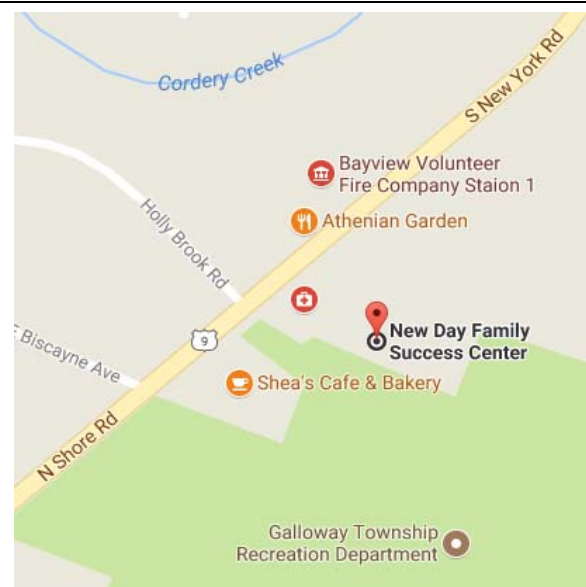 Cordery Creek
S New York Rd
Bayview Volunteer
Fire Company Staion 1
Athenian Garden
Holly Brook Rd
New Day Family
Success Center
9
E Biscayne Ave
Shea's Cafe & Bakery
N Shore Rd
Galloway Township
Recreation Department